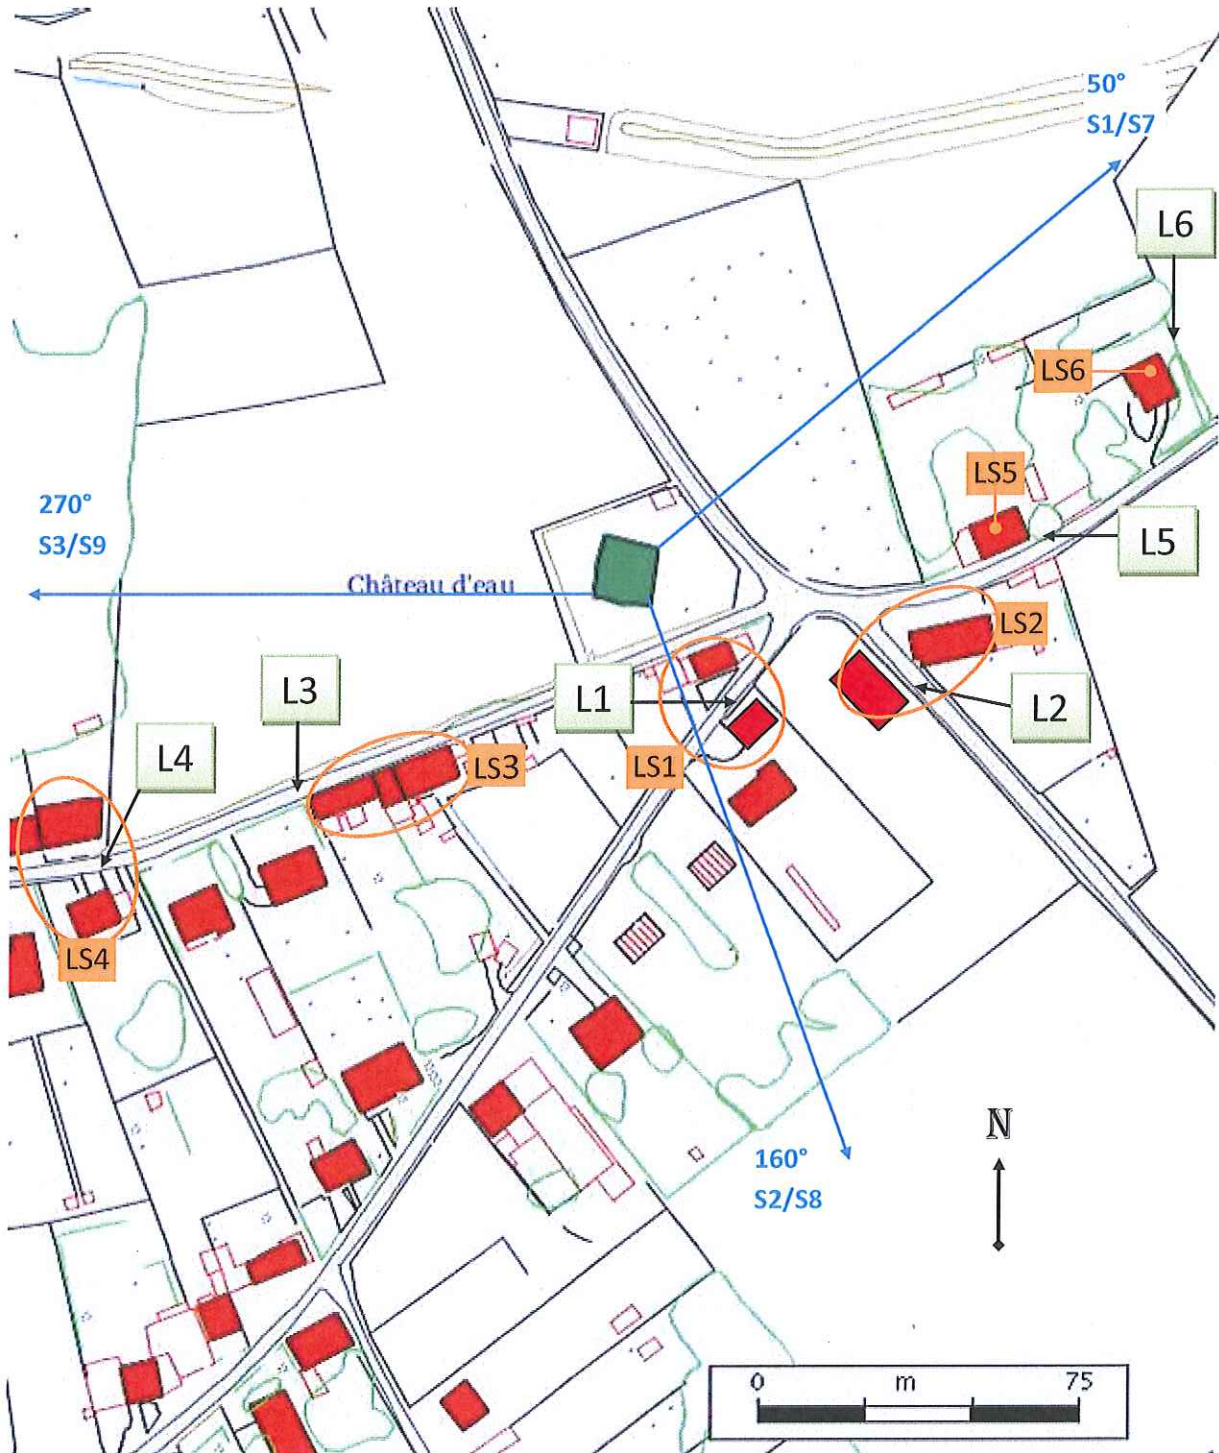 50°
S1/S7
L6
LS6
LS5
270°
S3/S9
L5
Château d'eau
LS2
L3
L1
L2
L4
LS3
LS1
LS4
N
160°
S2/S8
0 m 75